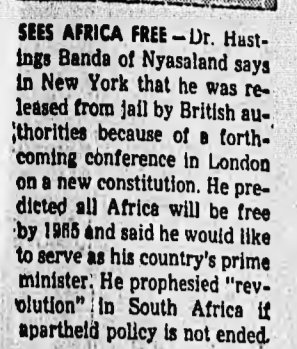 SEES AFRICA FREE — Dr. Hast-
ings Banda of Nyasaland says
in New York that he was re-
leased from jail by British au-
thorities because of a forth-
coming conference in London
on a new constitution. He pre-
dicted all Africa will be free
by 1965 and said he would like
to serve as his country's prime
minister. He prophesied "rev-
olution" in South Africa if
apartheid policy is not ended.